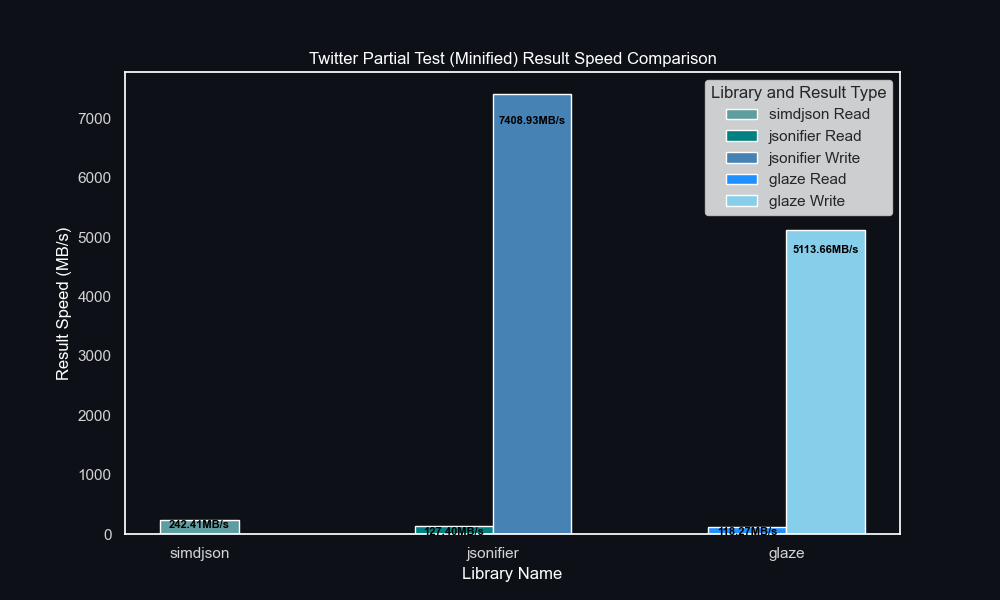 Twitter Partial Test (Minified) Result Speed Comparison
Library and Result Type
simdjson Read
jsonifier Read
jsonifier Write
glaze Read
glaze Write
Result Speed (MB/s)
7000
6000
5000
4000
3000
2000
1000
0
7408.93MB/s
5113.66MB/s
242.41MB/s
127.40MB/s
118.27MB/s
simdjson
jsonifier
glaze
Library Name